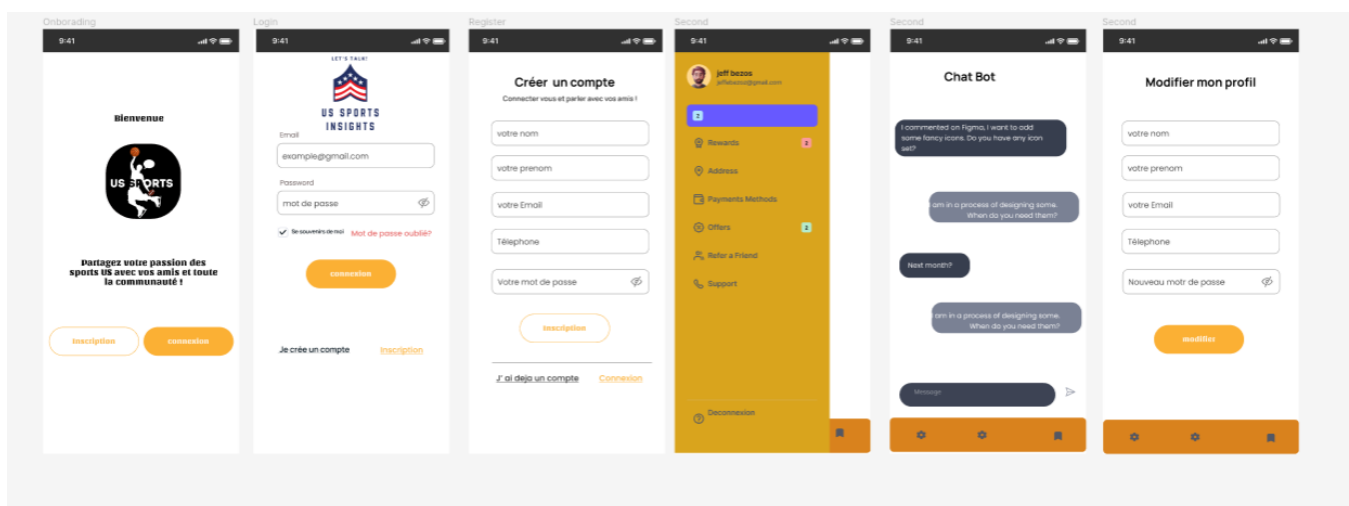 Onborading
9:41
Bienvenue
US SPORTS
Partagez votre passion des
sports US avec vos amis et toute
la communauté !
Inscription
connexion
Login
9:41
LET'S TALK!
US SPORTS
INSIGHTS
Email
example@gmail.com
Password
mot de passe
Se souvenirs de moi
Mot de passe oublié?
connexion
Je crée un compte
Inscription
Register
9:41
Créer un compte
Connecter vous et parler avec vos amis !
votre nom
votre prenom
votre Email
Télephone
Votre mot de passe
Inscription
J' ai deja un compte
Connexion
Second
9:41
jeff bezos
jeffebezios@gmail.com
2
Rewards
2
Address
Payments Methods
Offers
2
Refer a Friend
Support
Deconnexion
Second
9:41
Chat Bot
I commented on Figma, I want to add
some fancy icons. Do you have any icon
set?
am in a process of designing some.
When do you need them?
Next month?
am in a process of designing some.
When do you need them?
Message
Second
9:41
Modifier mon profil
votre nom
votre prenom
votre Email
Télephone
Nouveau motr de passe
modifier